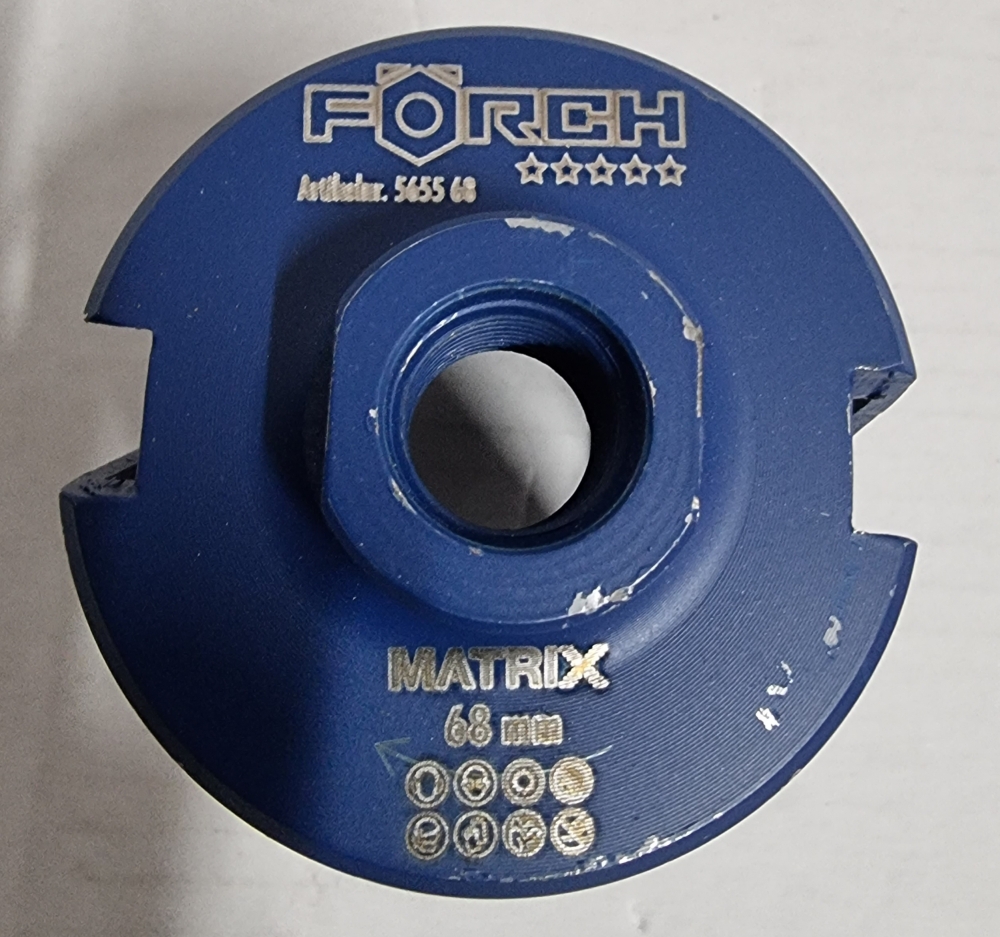 FÖRCH
Artikelnr. 5655 68
MATRIX
68 mm